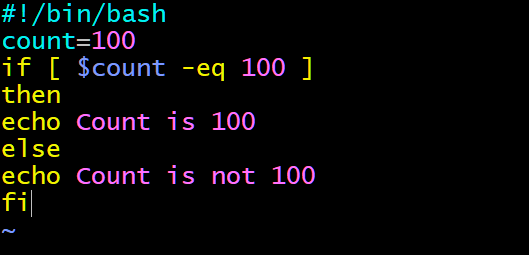 #!/bin/bash
count=100
if [ $count -eq 100 ]
then
echo Count is 100
else
echo Count is not 100
fi
~